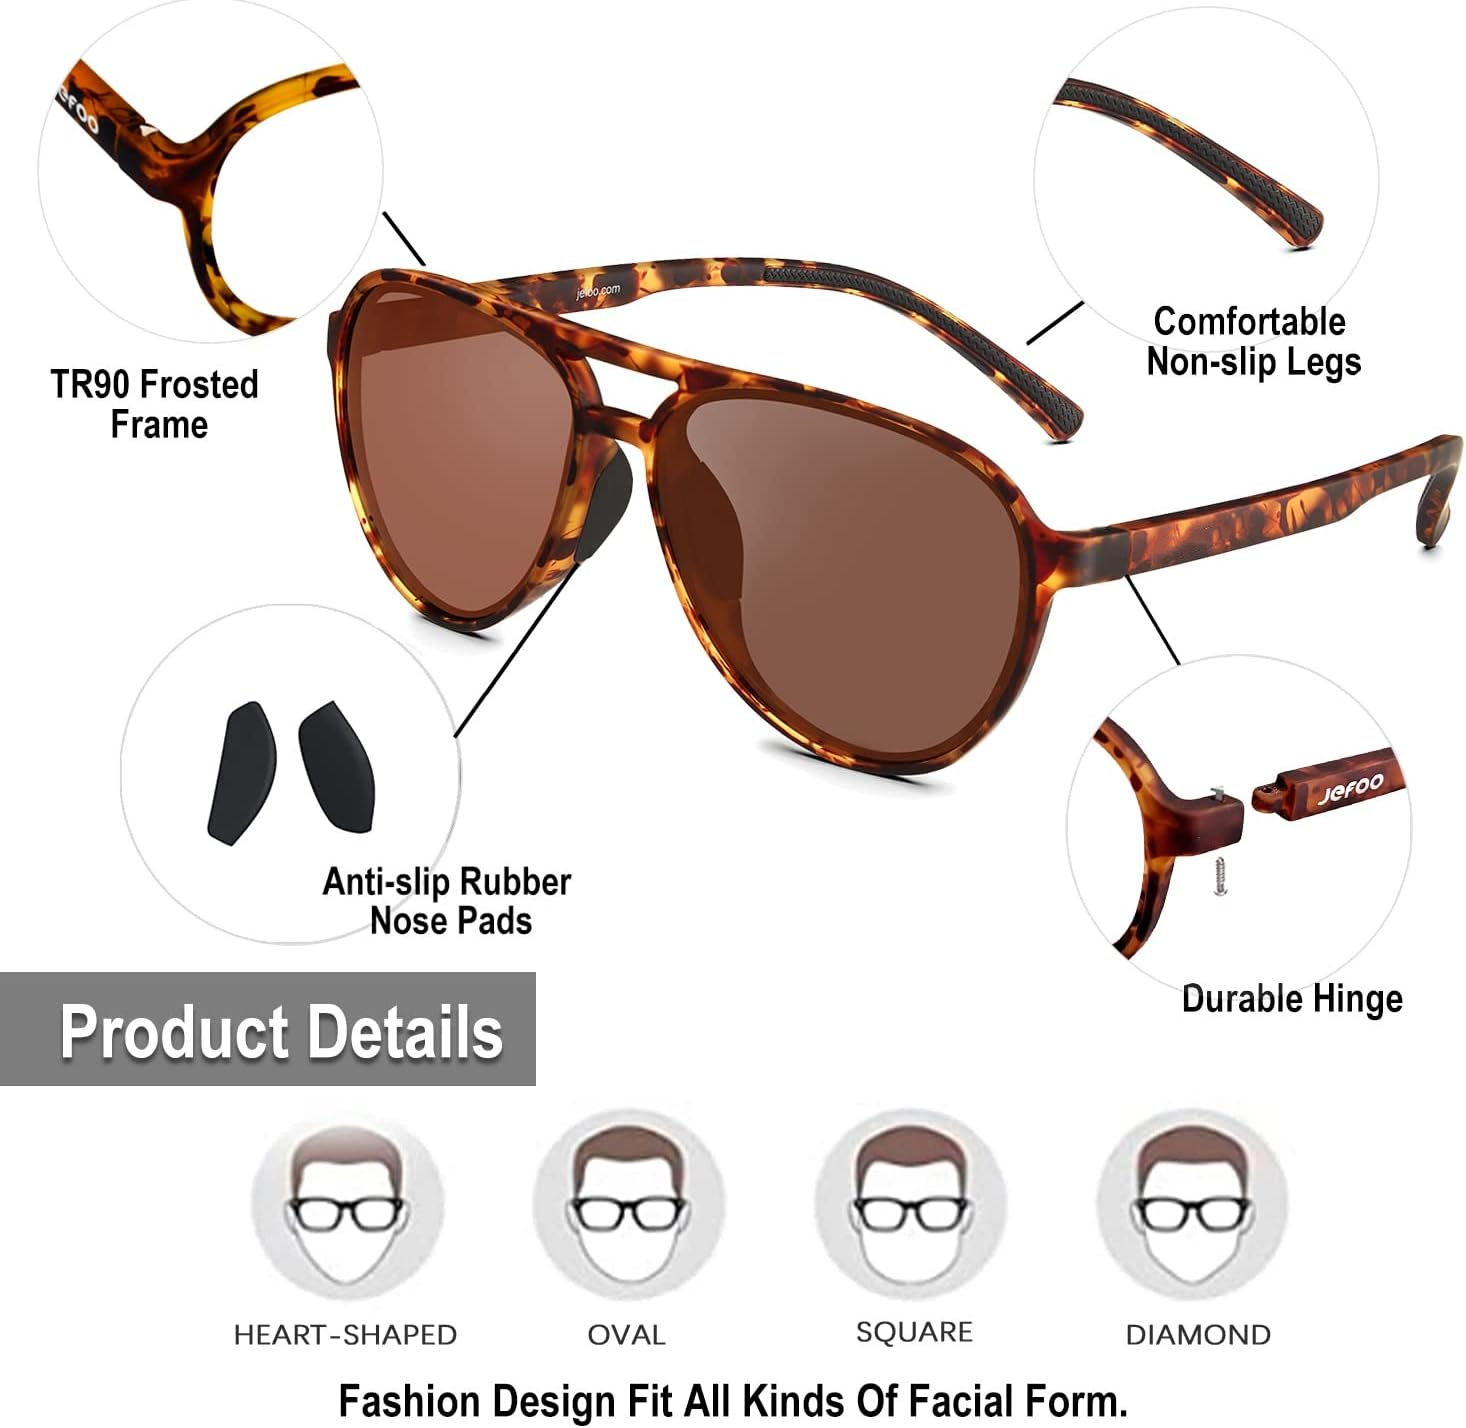 efoo
TR90 Frosted
Frame
Comfortable
Non-slip Legs
jefoo.com
Anti-slip Rubber
Nose Pads
JEFOO
Durable Hinge
Product Details
HEART-SHAPED
OVAL
SQUARE
DIAMOND
Fashion Design Fit All Kinds Of Facial Form.